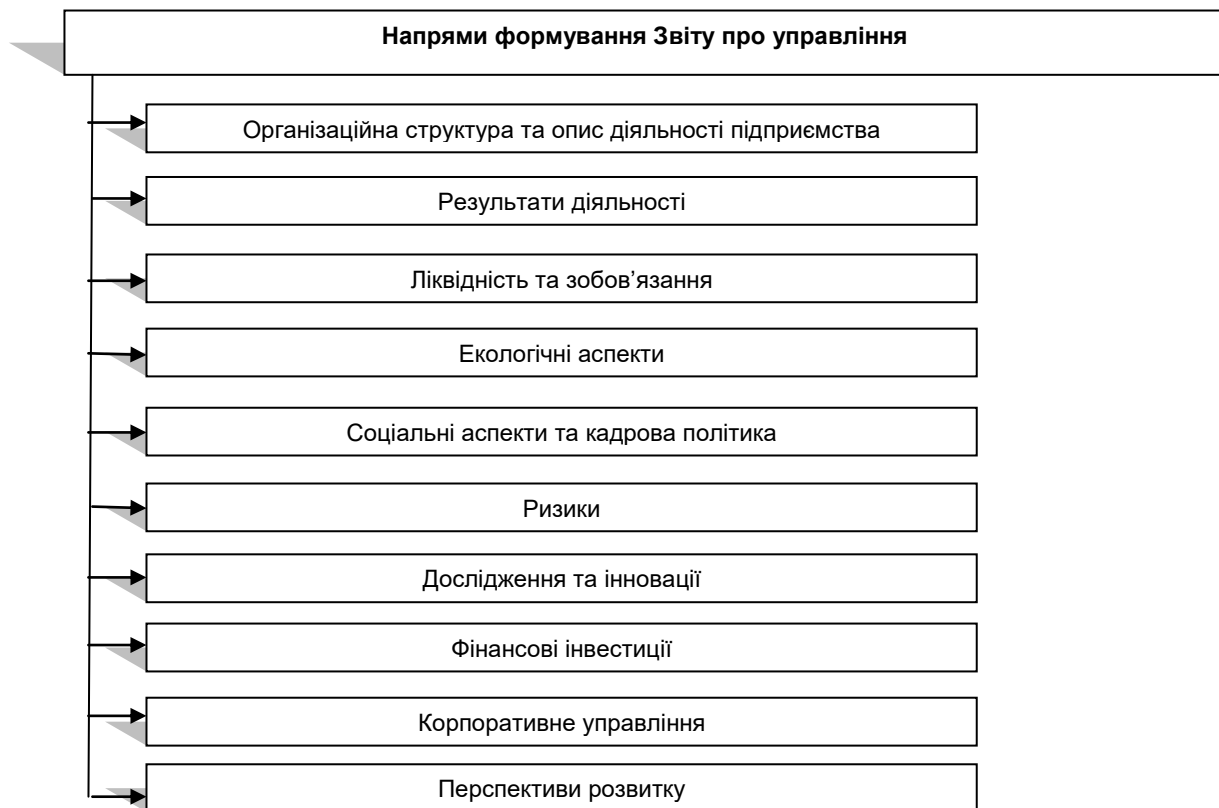 Напрями формування Звіту про управління
Організаційна структура та опис діяльності підприємства
Результати діяльності
Ліквідність та зобов’язання
Екологічні аспекти
Соціальні аспекти та кадрова політика
Ризики
Дослідження та інновації
Фінансові інвестиції
Корпоративне управління
Перспективи розвитку